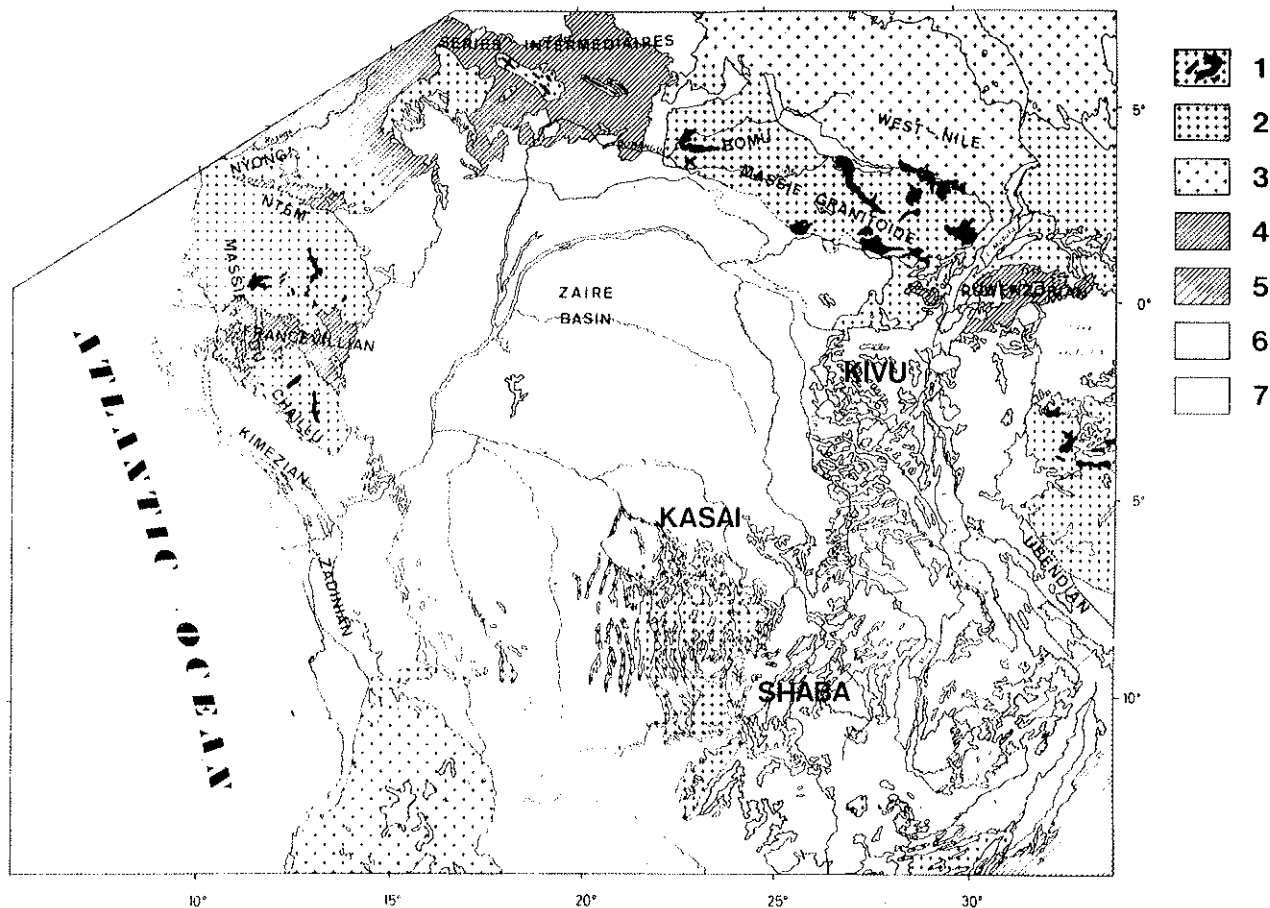 SERIES INTERMEDIAIRES
1
2
3
4
5
6
7
5°
0°
5°
10°
WEST-NILE
BOMU
MASSIF
GRANITOIDE
NYONG
NTEM
MASSIF
FRANCEVILLIAN
CHAILLU
KIMEZIAN
ZADINIAN
ZAIRE
BASIN
RUWENZORIAN
KIVU
KASAI
UBENDIAN
SHABA
ATLANTIC OCEAN
10°
15°
20°
25°
30°